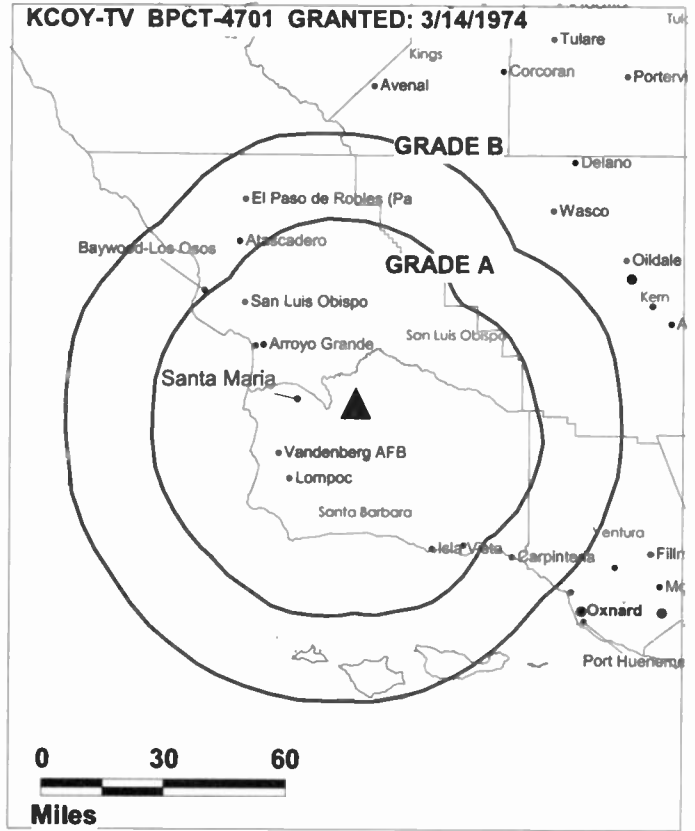 KCOY-TV BPCT-4701 GRANTED: 3/14/1974
Tulare
Kings
Corcoran
Avenal
GRADE B
Delano
El Paso de Robles (Pa
Wasco
Atascadero
Baywood-Los Osos
Oildale
GRADE A
Kern
San Luis Obispo
A
San Luis Obispo
Arroyo Grande
Santa Maria
Vandenberg AFB
Lompoc
Santa Barbara
Ventura
Isla Vista
Carpinteria
Oxnard
Port Hueneme
0 30 60
Miles